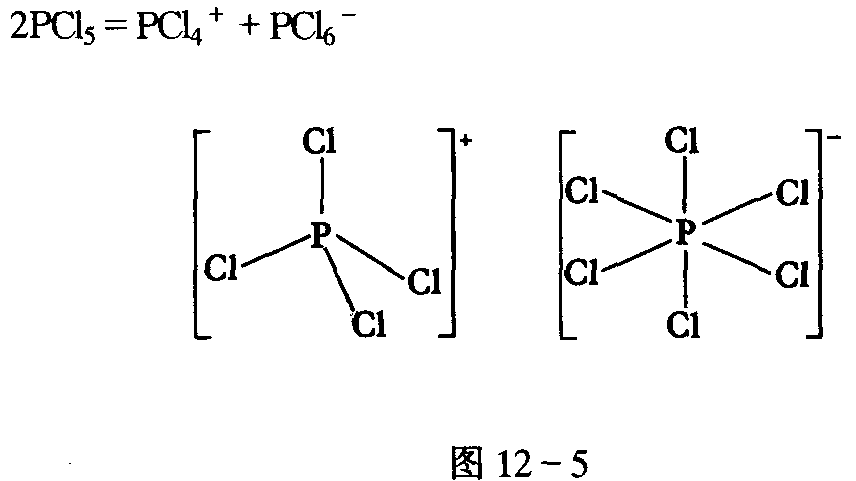 2PCl₅ = PCl₄⁺ + PCl₆⁻
Cl + Cl −
Cl Cl
P P
Cl Cl Cl Cl
Cl Cl
图 12－5